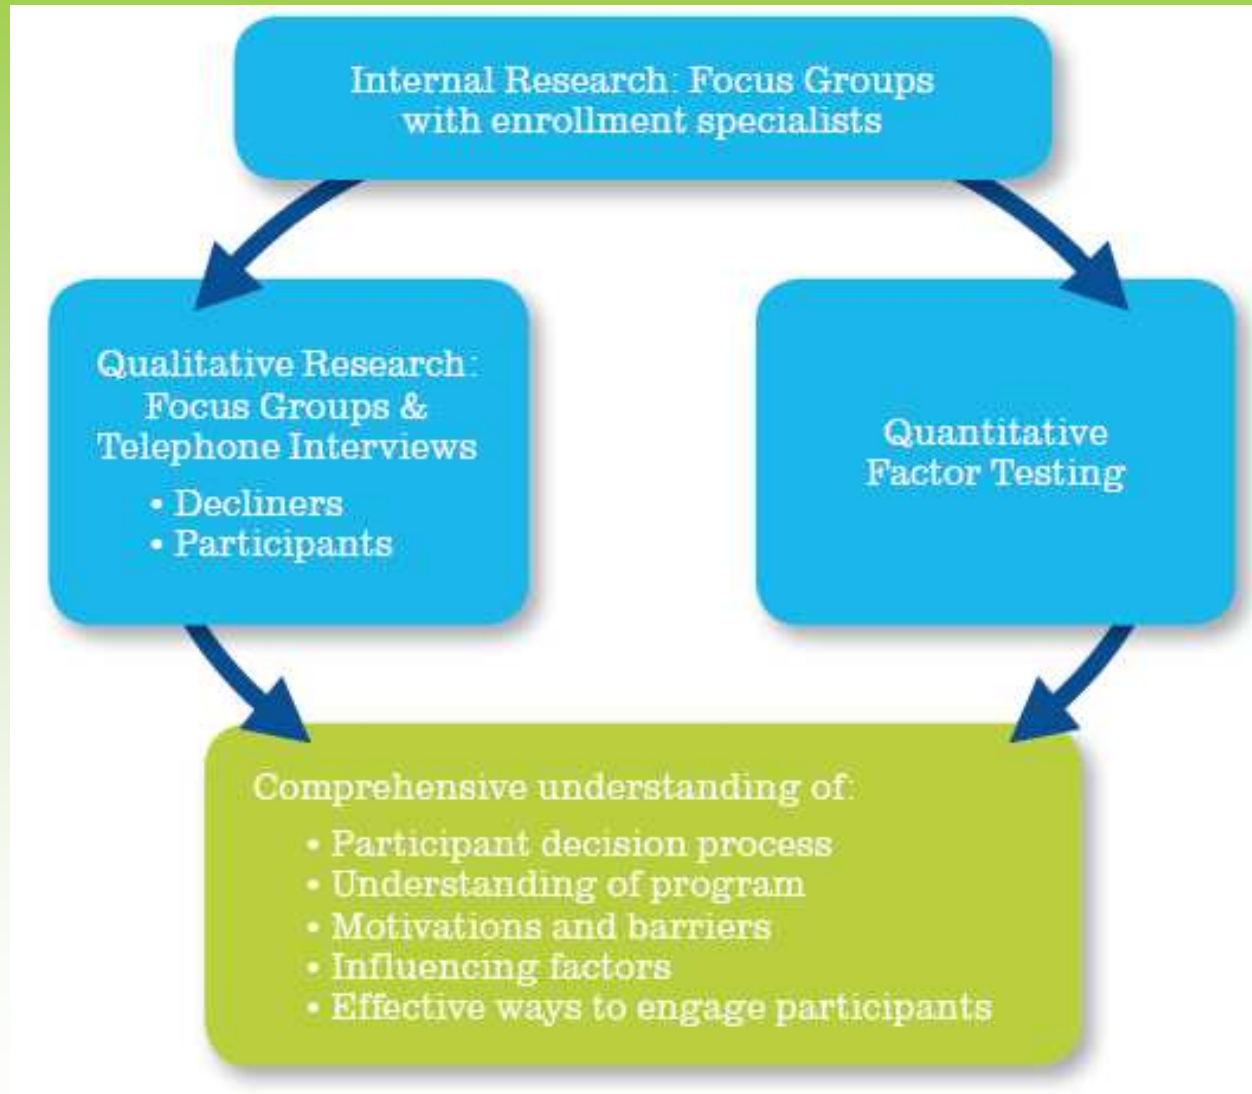 Internal Research: Focus Groups
with enrollment specialists
Qualitative Research:
Focus Groups &
Telephone Interviews
• Decliners
• Participants
Quantitative
Factor Testing
Comprehensive understanding of:
• Participant decision process
• Understanding of program
• Motivations and barriers
• Influencing factors
• Effective ways to engage participants